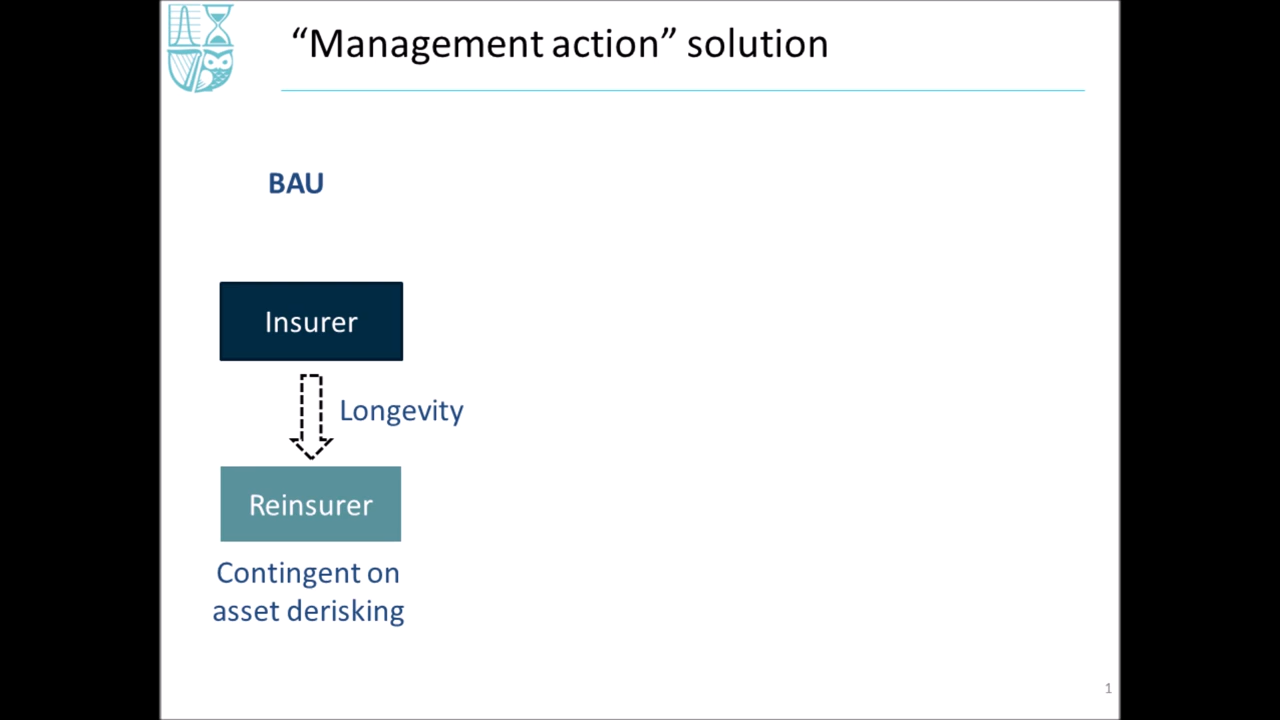 “Management action” solution
BAU
Insurer
Longevity
Reinsurer
Contingent on
asset derisking
1